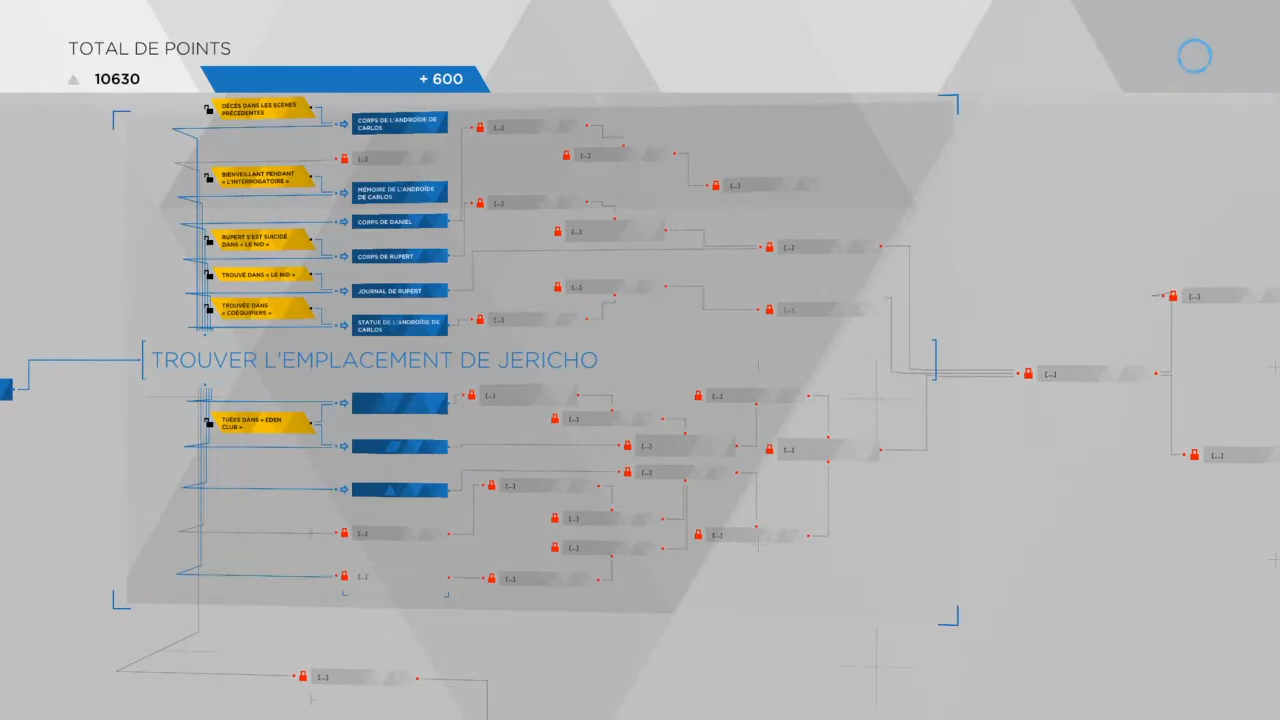 TOTAL DE POINTS
10630
+ 600
DÉCÈS DANS LES SCÈNES
PRÉCÉDENTES
CORPS DE L'ANDROÏDE DE
CARLOS
[...]
[...]
[...]
BIENVEILLANT PENDANT
« L'INTERROGATOIRE »
MÉMOIRE DE L'ANDROÏDE
DE CARLOS
[...]
[...]
CORPS DE DANIEL
[...]
RUPERT S'EST SUICIDÉ
DANS « LE NID »
CORPS DE RUPERT
[...]
TROUVÉ DANS « LE NID »
JOURNAL DE RUPERT
[...]
[...]
TROUVÉE DANS
« COÉQUIPIERS »
STATUE DE L'ANDROÏDE DE
CARLOS
[...]
[...]
TROUVER L'EMPLACEMENT DE JERICHO
[...]
[...]
[...]
[...]
TUÉES DANS « EDEN
CLUB »
[...]
[...]
[...]
[...]
[...]
[...]
[...]
[...]
[...]
[...]
[...]
[...]
[...]